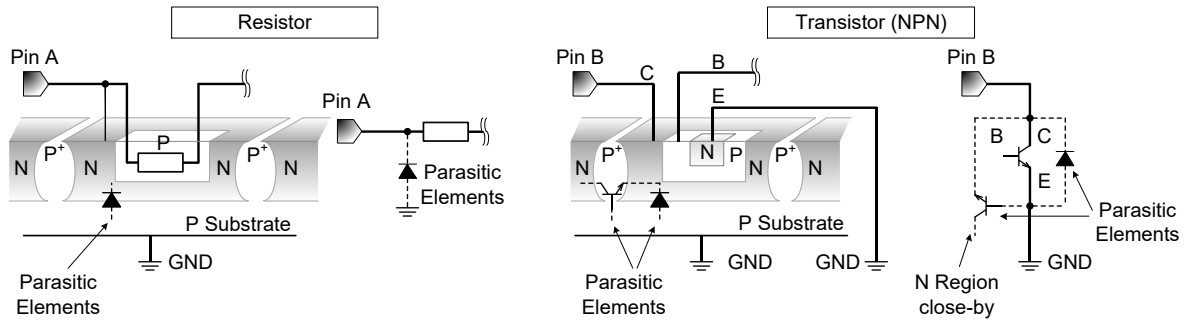 Resistor
Pin A
P
N
P+
N
P+
N
N
P Substrate
GND
Parasitic
Elements
Pin A
Parasitic
Elements
Transistor (NPN)
Pin B
C
B
E
N
P+
N
N
P
P+
N
N
P Substrate
GND
GND
Parasitic
Elements
Pin B
B
C
E
Parasitic
Elements
GND
N Region
close-by